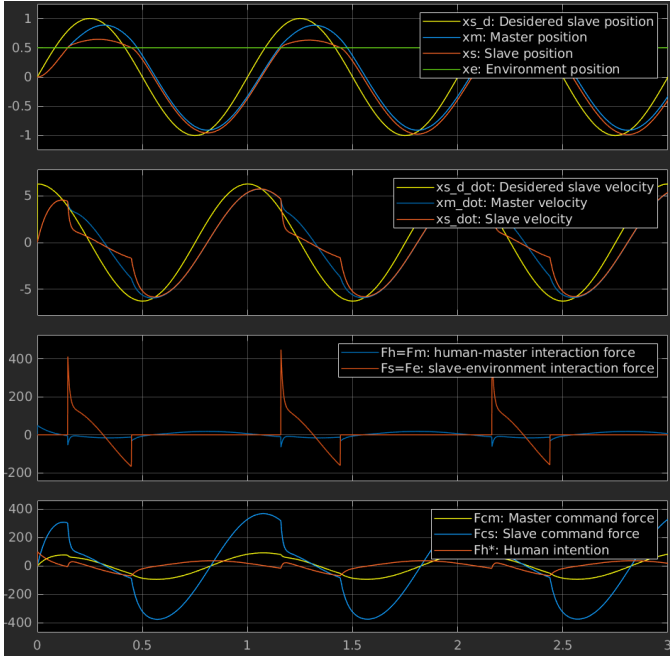 1
0.5
0
-0.5
-1
xs_d: Desidered slave position
xm: Master position
xs: Slave position
xe: Environment position
5
0
-5
xs_d_dot: Desidered slave velocity
xm_dot: Master velocity
xs_dot: Slave velocity
400
200
0
-200
Fh=Fm: human-master interaction force
Fs=Fe: slave-environment interaction force
400
200
0
-200
-400
Fcm: Master command force
Fcs: Slave command force
Fh*: Human intention
0 0.5 1 1.5 2 2.5 3